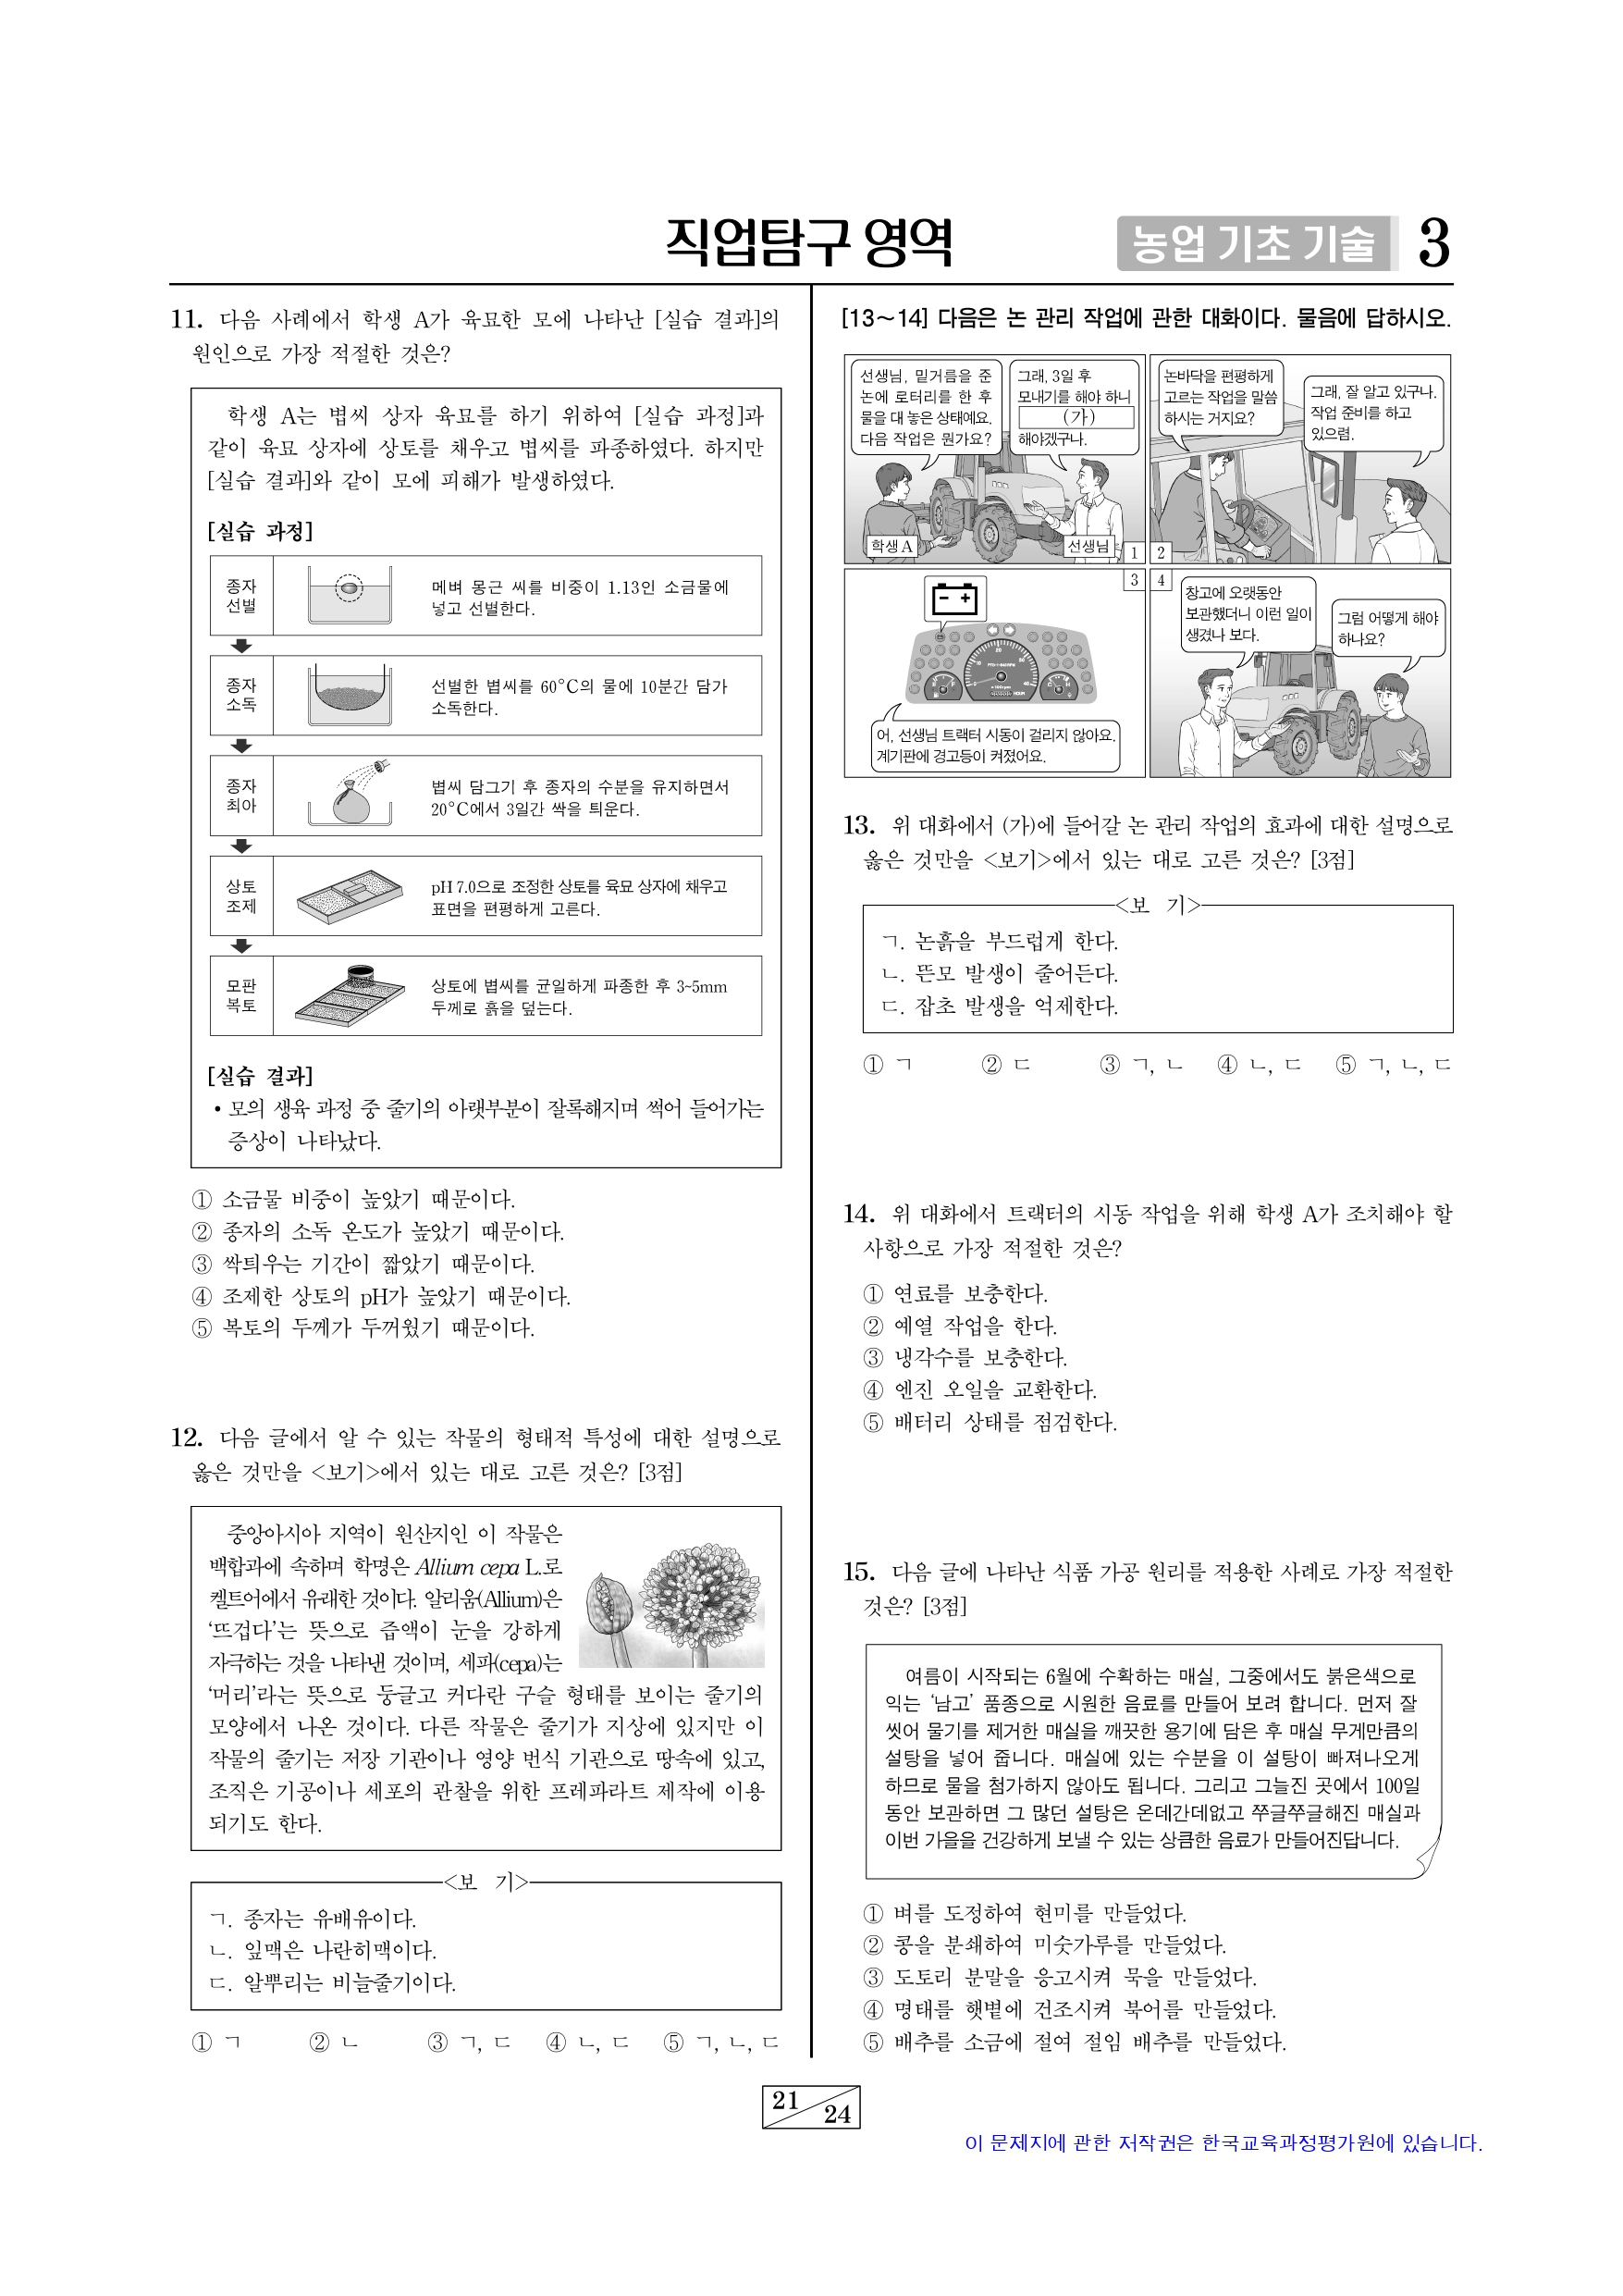 직업탐구 영역
농업 기초 기술
3
11. 다음 사례에서 학생 A가 육묘한 모에 나타난 [실습 결과]의
원인으로 가장 적절한 것은?
학생 A는 볍씨 상자 육묘를 하기 위하여 [실습 과정]과
같이 육묘 상자에 상토를 채우고 볍씨를 파종하였다. 하지만
[실습 결과]와 같이 모에 피해가 발생하였다.
[실습 과정]
종자
선별
메벼 몽근 씨를 비중이 1.13인 소금물에
넣고 선별한다.
종자
소독
선별한 볍씨를 60°C의 물에 10분간 담가
소독한다.
종자
최아
볍씨 담그기 후 종자의 수분을 유지하면서
20°C에서 3일간 싹을 틔운다.
상토
조제
pH 7.0으로 조정한 상토를 육묘 상자에 채우고
표면을 편평하게 고른다.
모판
복토
상토에 볍씨를 균일하게 파종한 후 3~5mm
두께로 흙을 덮는다.
[실습 결과]
• 모의 생육 과정 중 줄기의 아랫부분이 잘록해지며 썩어 들어가는
증상이 나타났다.
① 소금물 비중이 높았기 때문이다.
② 종자의 소독 온도가 높았기 때문이다.
③ 싹틔우는 기간이 짧았기 때문이다.
④ 조제한 상토의 pH가 높았기 때문이다.
⑤ 복토의 두께가 두꺼웠기 때문이다.
12. 다음 글에서 알 수 있는 작물의 형태적 특성에 대한 설명으로
옳은 것만을 <보기>에서 있는 대로 고른 것은? [3점]
중앙아시아 지역이 원산지인 이 작물은
백합과에 속하며 학명은 Allium cepa L.로
켈트어에서 유래한 것이다. 알리움(Allium)은
‘뜨겁다’는 뜻으로 즙액이 눈을 강하게
자극하는 것을 나타낸 것이며, 세파(cepa)는
‘머리’라는 뜻으로 둥글고 커다란 구슬 형태를 보이는 줄기의
모양에서 나온 것이다. 다른 작물은 줄기가 지상에 있지만 이
작물의 줄기는 저장 기관이나 영양 번식 기관으로 땅속에 있고,
조직은 기공이나 세포의 관찰을 위한 프레파라트 제작에 이용
되기도 한다.
<보 기>
ㄱ. 종자는 유배유이다.
ㄴ. 잎맥은 나란히맥이다.
ㄷ. 알뿌리는 비늘줄기이다.
① ㄱ ② ㄴ ③ ㄱ, ㄷ ④ ㄴ, ㄷ ⑤ ㄱ, ㄴ, ㄷ
[13~14] 다음은 논 관리 작업에 관한 대화이다. 물음에 답하시오.
선생님, 밑거름을 준
논에 로터리를 한 후
물을 대 놓은 상태예요.
다음 작업은 뭔가요?
그래, 3일 후
모내기를 해야 하니
(가)
해야겠구나.
학생 A
선생님
1
논바닥을 편평하게
고르는 작업을 말씀
하시는 거지요?
그래, 잘 알고 있구나.
작업 준비를 하고
있으렴.
2
3
어, 선생님 트랙터 시동이 걸리지 않아요.
계기판에 경고등이 켜졌어요.
4
창고에 오랫동안
보관했더니 이런 일이
생겼나 보다.
그럼 어떻게 해야
하나요?
13. 위 대화에서 (가)에 들어갈 논 관리 작업의 효과에 대한 설명으로
옳은 것만을 <보기>에서 있는 대로 고른 것은? [3점]
<보 기>
ㄱ. 논흙을 부드럽게 한다.
ㄴ. 뜬모 발생이 줄어든다.
ㄷ. 잡초 발생을 억제한다.
① ㄱ ② ㄷ ③ ㄱ, ㄴ ④ ㄴ, ㄷ ⑤ ㄱ, ㄴ, ㄷ
14. 위 대화에서 트랙터의 시동 작업을 위해 학생 A가 조치해야 할
사항으로 가장 적절한 것은?
① 연료를 보충한다.
② 예열 작업을 한다.
③ 냉각수를 보충한다.
④ 엔진 오일을 교환한다.
⑤ 배터리 상태를 점검한다.
15. 다음 글에 나타난 식품 가공 원리를 적용한 사례로 가장 적절한
것은? [3점]
여름이 시작되는 6월에 수확하는 매실, 그중에서도 붉은색으로
익는 ‘남고’ 품종으로 시원한 음료를 만들어 보려 합니다. 먼저 잘
씻어 물기를 제거한 매실을 깨끗한 용기에 담은 후 매실 무게만큼의
설탕을 넣어 줍니다. 매실에 있는 수분을 이 설탕이 빠져나오게
하므로 물을 첨가하지 않아도 됩니다. 그리고 그늘진 곳에서 100일
동안 보관하면 그 많던 설탕은 온데간데없고 쭈글쭈글해진 매실과
이번 가을을 건강하게 보낼 수 있는 상큼한 음료가 만들어진답니다.
① 벼를 도정하여 현미를 만들었다.
② 콩을 분쇄하여 미숫가루를 만들었다.
③ 도토리 분말을 응고시켜 묵을 만들었다.
④ 명태를 햇볕에 건조시켜 북어를 만들었다.
⑤ 배추를 소금에 절여 절임 배추를 만들었다.
21
24
이 문제지에 관한 저작권은 한국교육과정평가원에 있습니다.